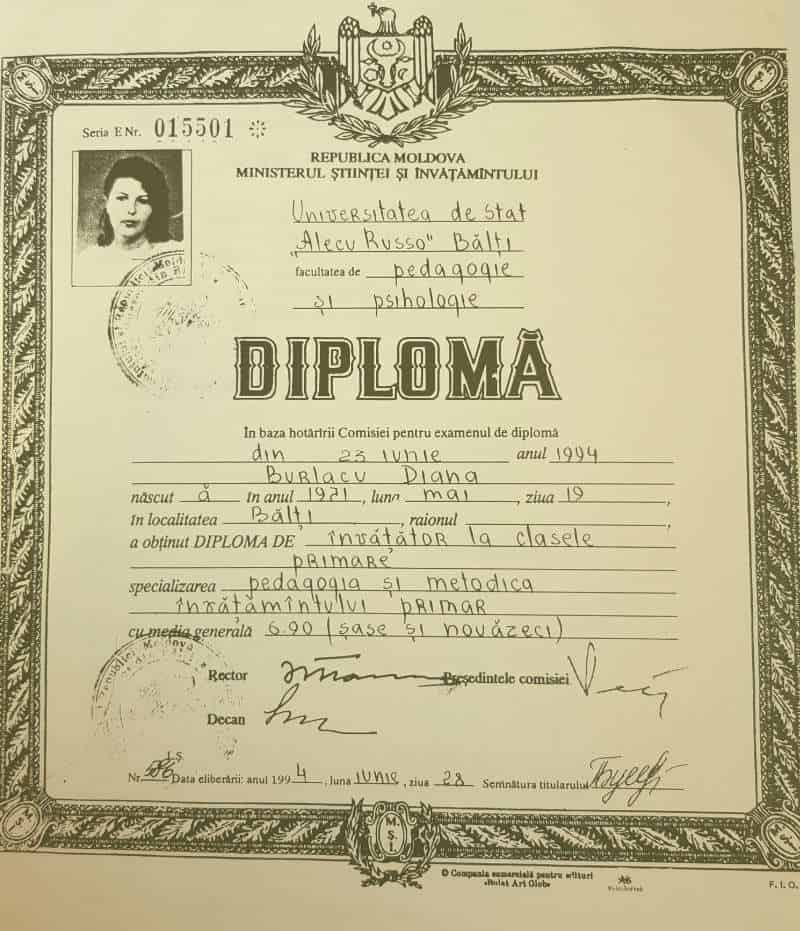 Seria E Nr. 015501
REPUBLICA MOLDOVA
MINISTERUL ŞTIINŢEI ŞI ÎNVĂŢĂMÎNTULUI
Universitatea de Stat
„Alecu Russo" Bălţi
facultatea de pedagogie
şi psihologie
DIPLOMĂ
În baza hotărîrii Comisiei pentru examenul de diplomă
din 23 iunie anul 1994
Burlacu Diana
născut ă în anul 1971, luna mai, ziua 19,
în localitatea Bălţi, raionul ,
a obţinut DIPLOMA DE învăţător la clasele
primare
specializarea pedagogia şi metodica
învăţămîntului primar
cu media generală 6.90 (şase şi novăzeci)
Rector Preşedintele comisiei
Decan
L.Ş.
Nr. 586 Data eliberării: anul 1994, luna iunie, ziua 28 Semnătura titularului
M.Ş.Î.
© Compania comercială pentru viituri
«Bolat Art Glob»
F. I. O.